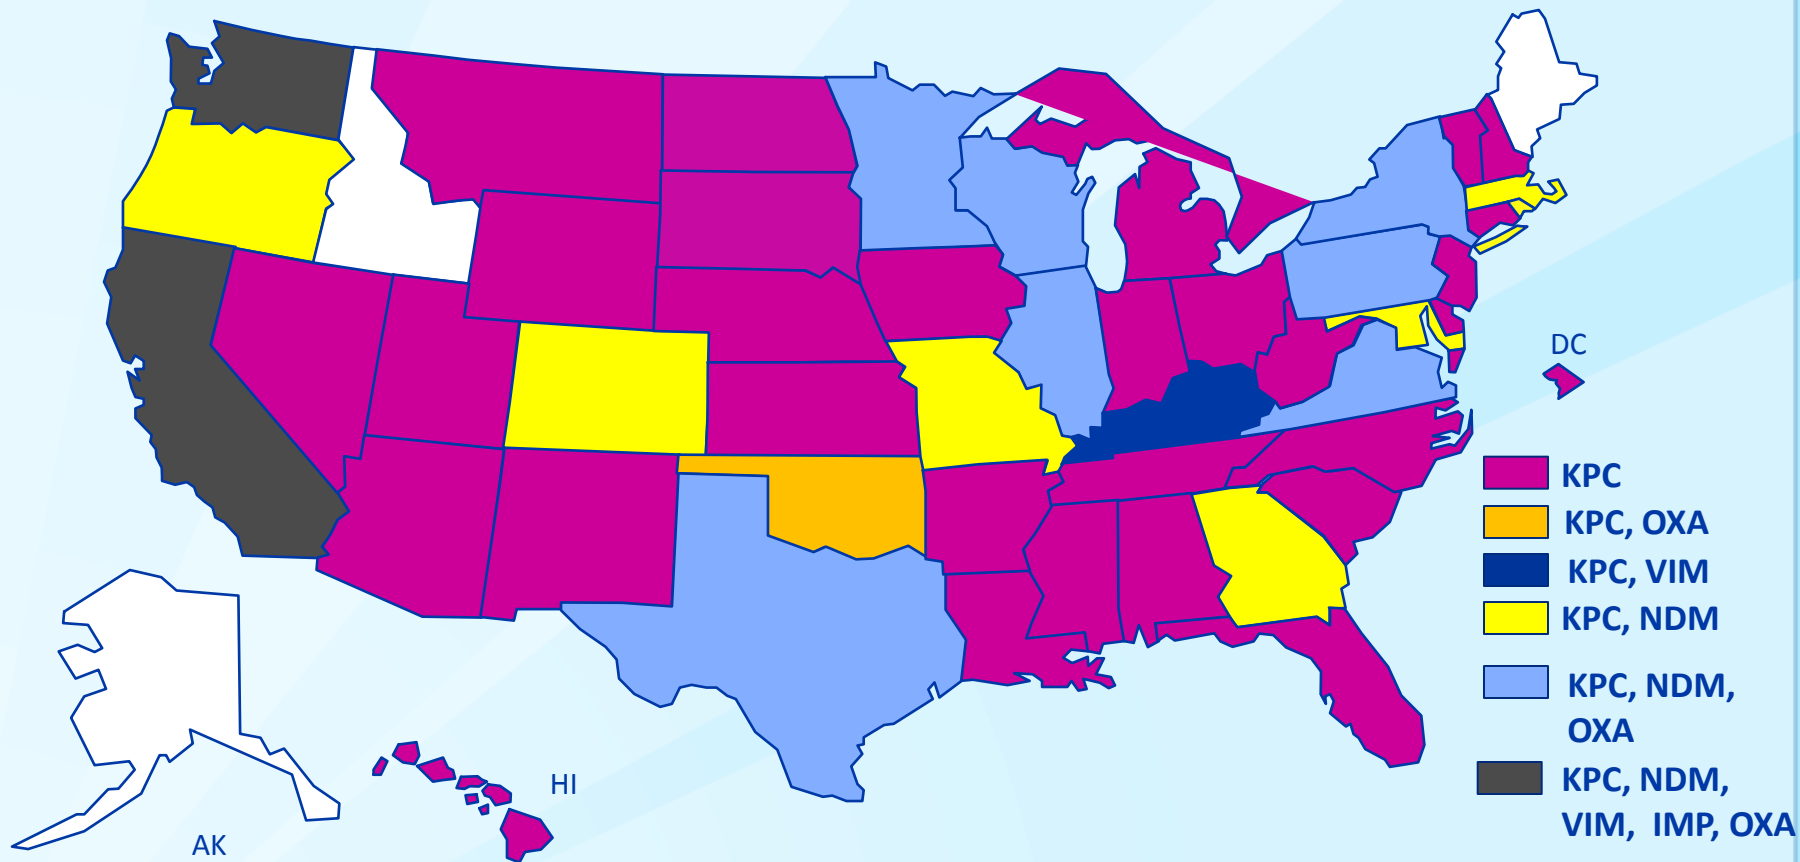 DC
KPC
KPC, OXA
KPC, VIM
KPC, NDM
KPC, NDM,
OXA
KPC, NDM,
VIM, IMP, OXA
HI
AK